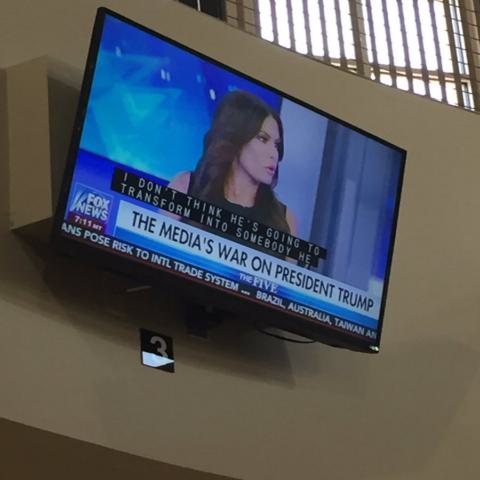 I DON'T THINK HE'S GOING TO
TRANSFORM INTO SOMEBODY HE
FOX
NEWS
7:11 MT
THE MEDIA'S WAR ON PRESIDENT TRUMP
THE FIVE
ANS POSE RISK TO INTL TRADE SYSTEM ... BRAZIL, AUSTRALIA, TAIWAN AN
3